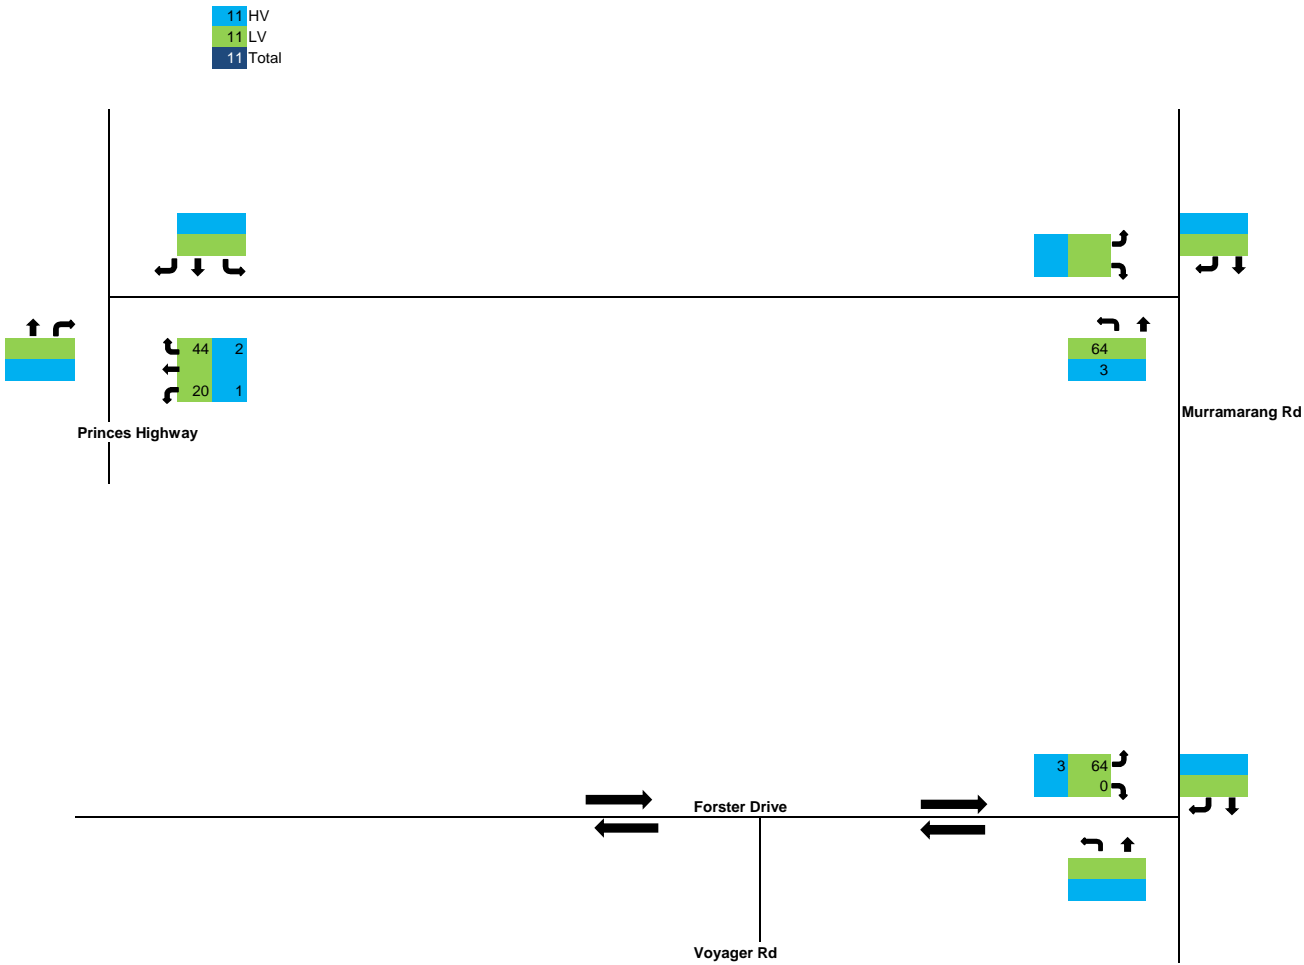 11 HV
11 LV
11 Total
44 2
20 1
64
3
Murramarang Rd
Princes Highway
3 64
0
Forster Drive
Voyager Rd